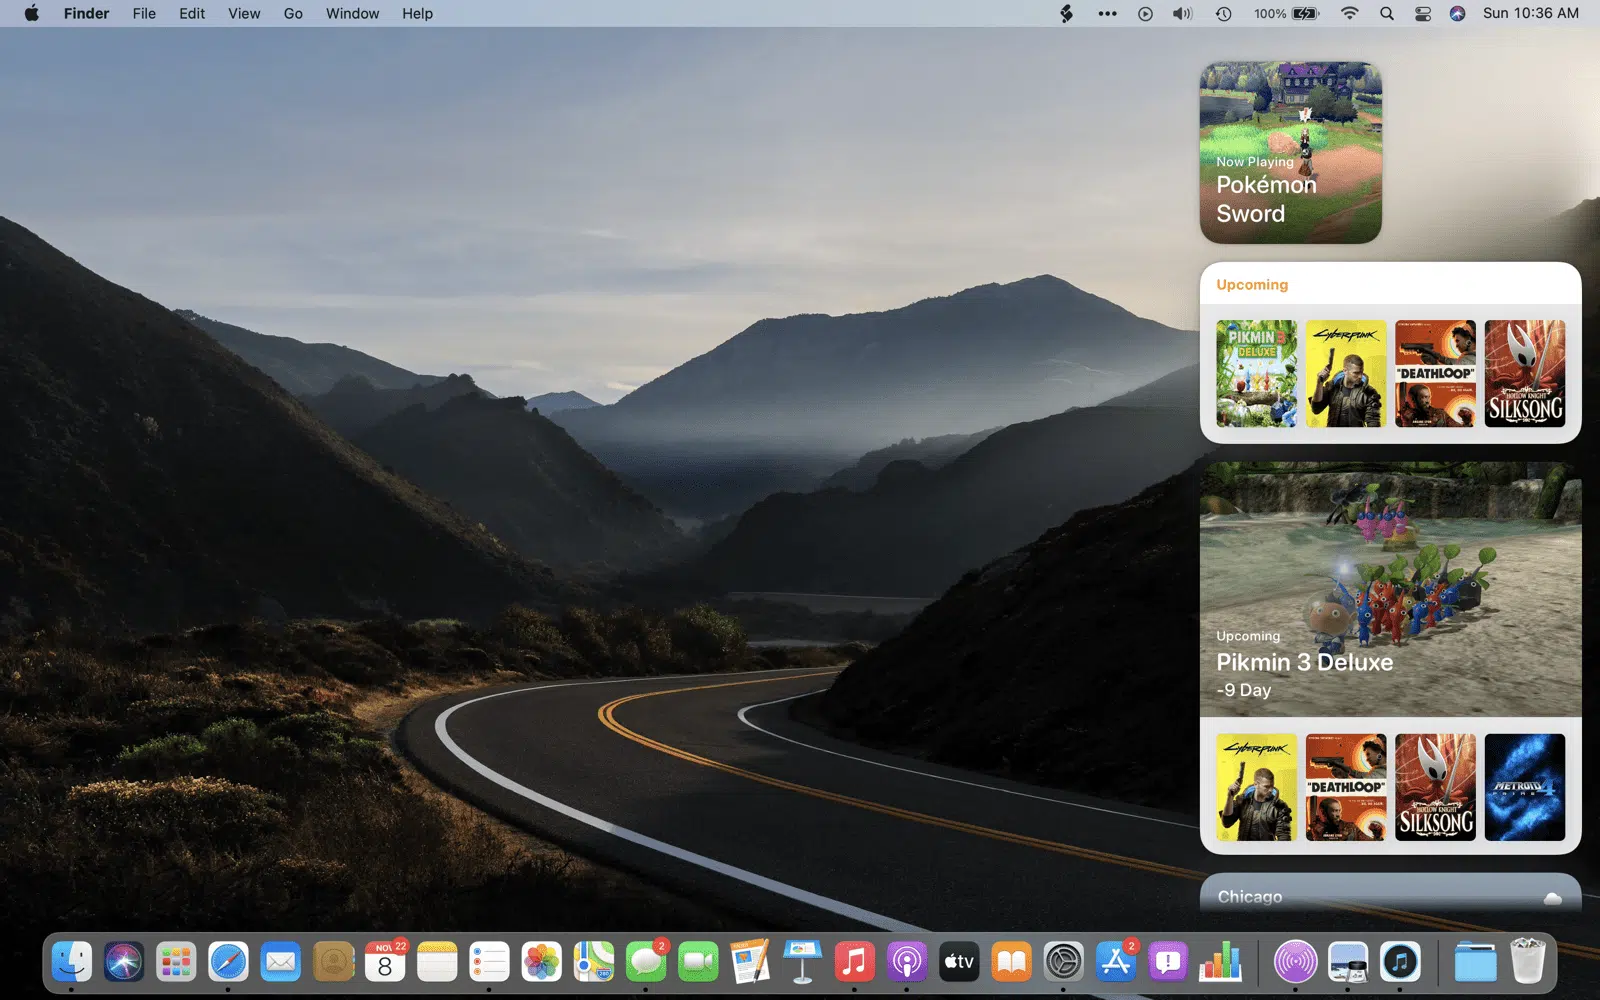 Finder File Edit View Go Window Help
100% Sun 10:36 AM
Now Playing
Pokémon
Sword
Upcoming
PIKMIN 3
DELUXE
CYBERPUNK
"DEATHLOOP"
HOLLOW KNIGHT
SILKSONG
Upcoming
Pikmin 3 Deluxe
-9 Day
CYBERPUNK
"DEATHLOOP"
HOLLOW KNIGHT
SILKSONG
METROID
PRIME 4
Chicago
NOV 22
8
2
tv
2